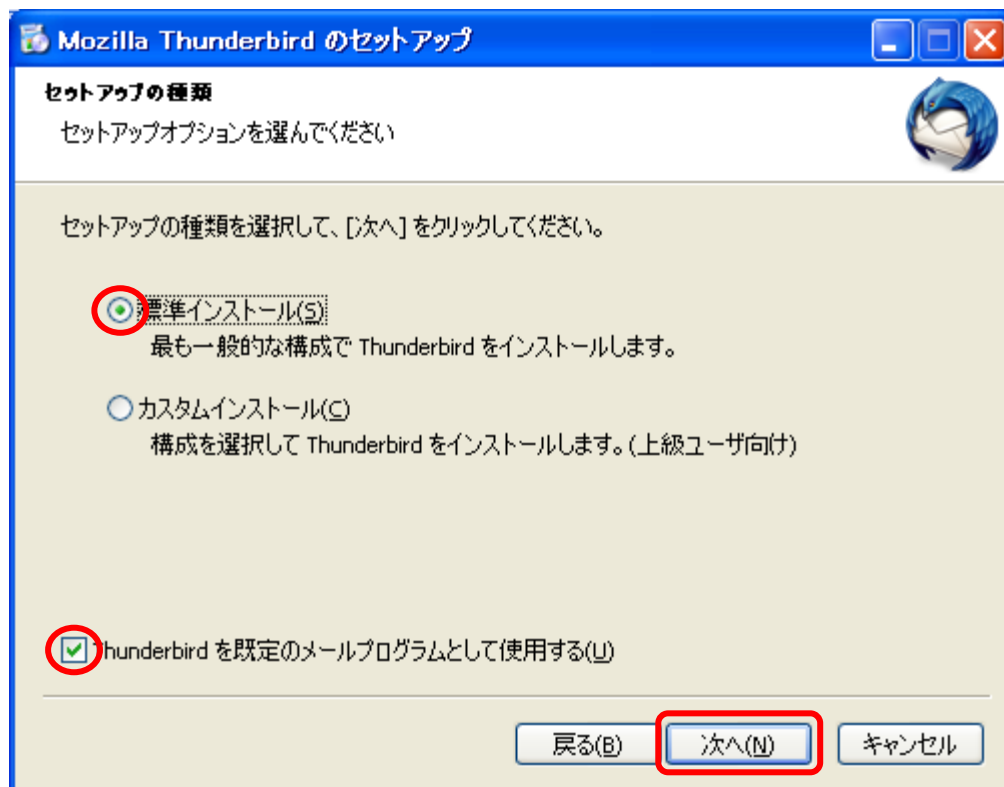 Mozilla Thunderbird のセットアップ
セットアップの種類
セットアップオプションを選んでください
セットアップの種類を選択して、[次へ] をクリックしてください。
標準インストール(S)
最も一般的な構成で Thunderbird をインストールします。
カスタムインストール(C)
構成を選択して Thunderbird をインストールします。(上級ユーザ向け)
Thunderbird を既定のメールプログラムとして使用する(U)
戻る(B) 次へ(N) キャンセル